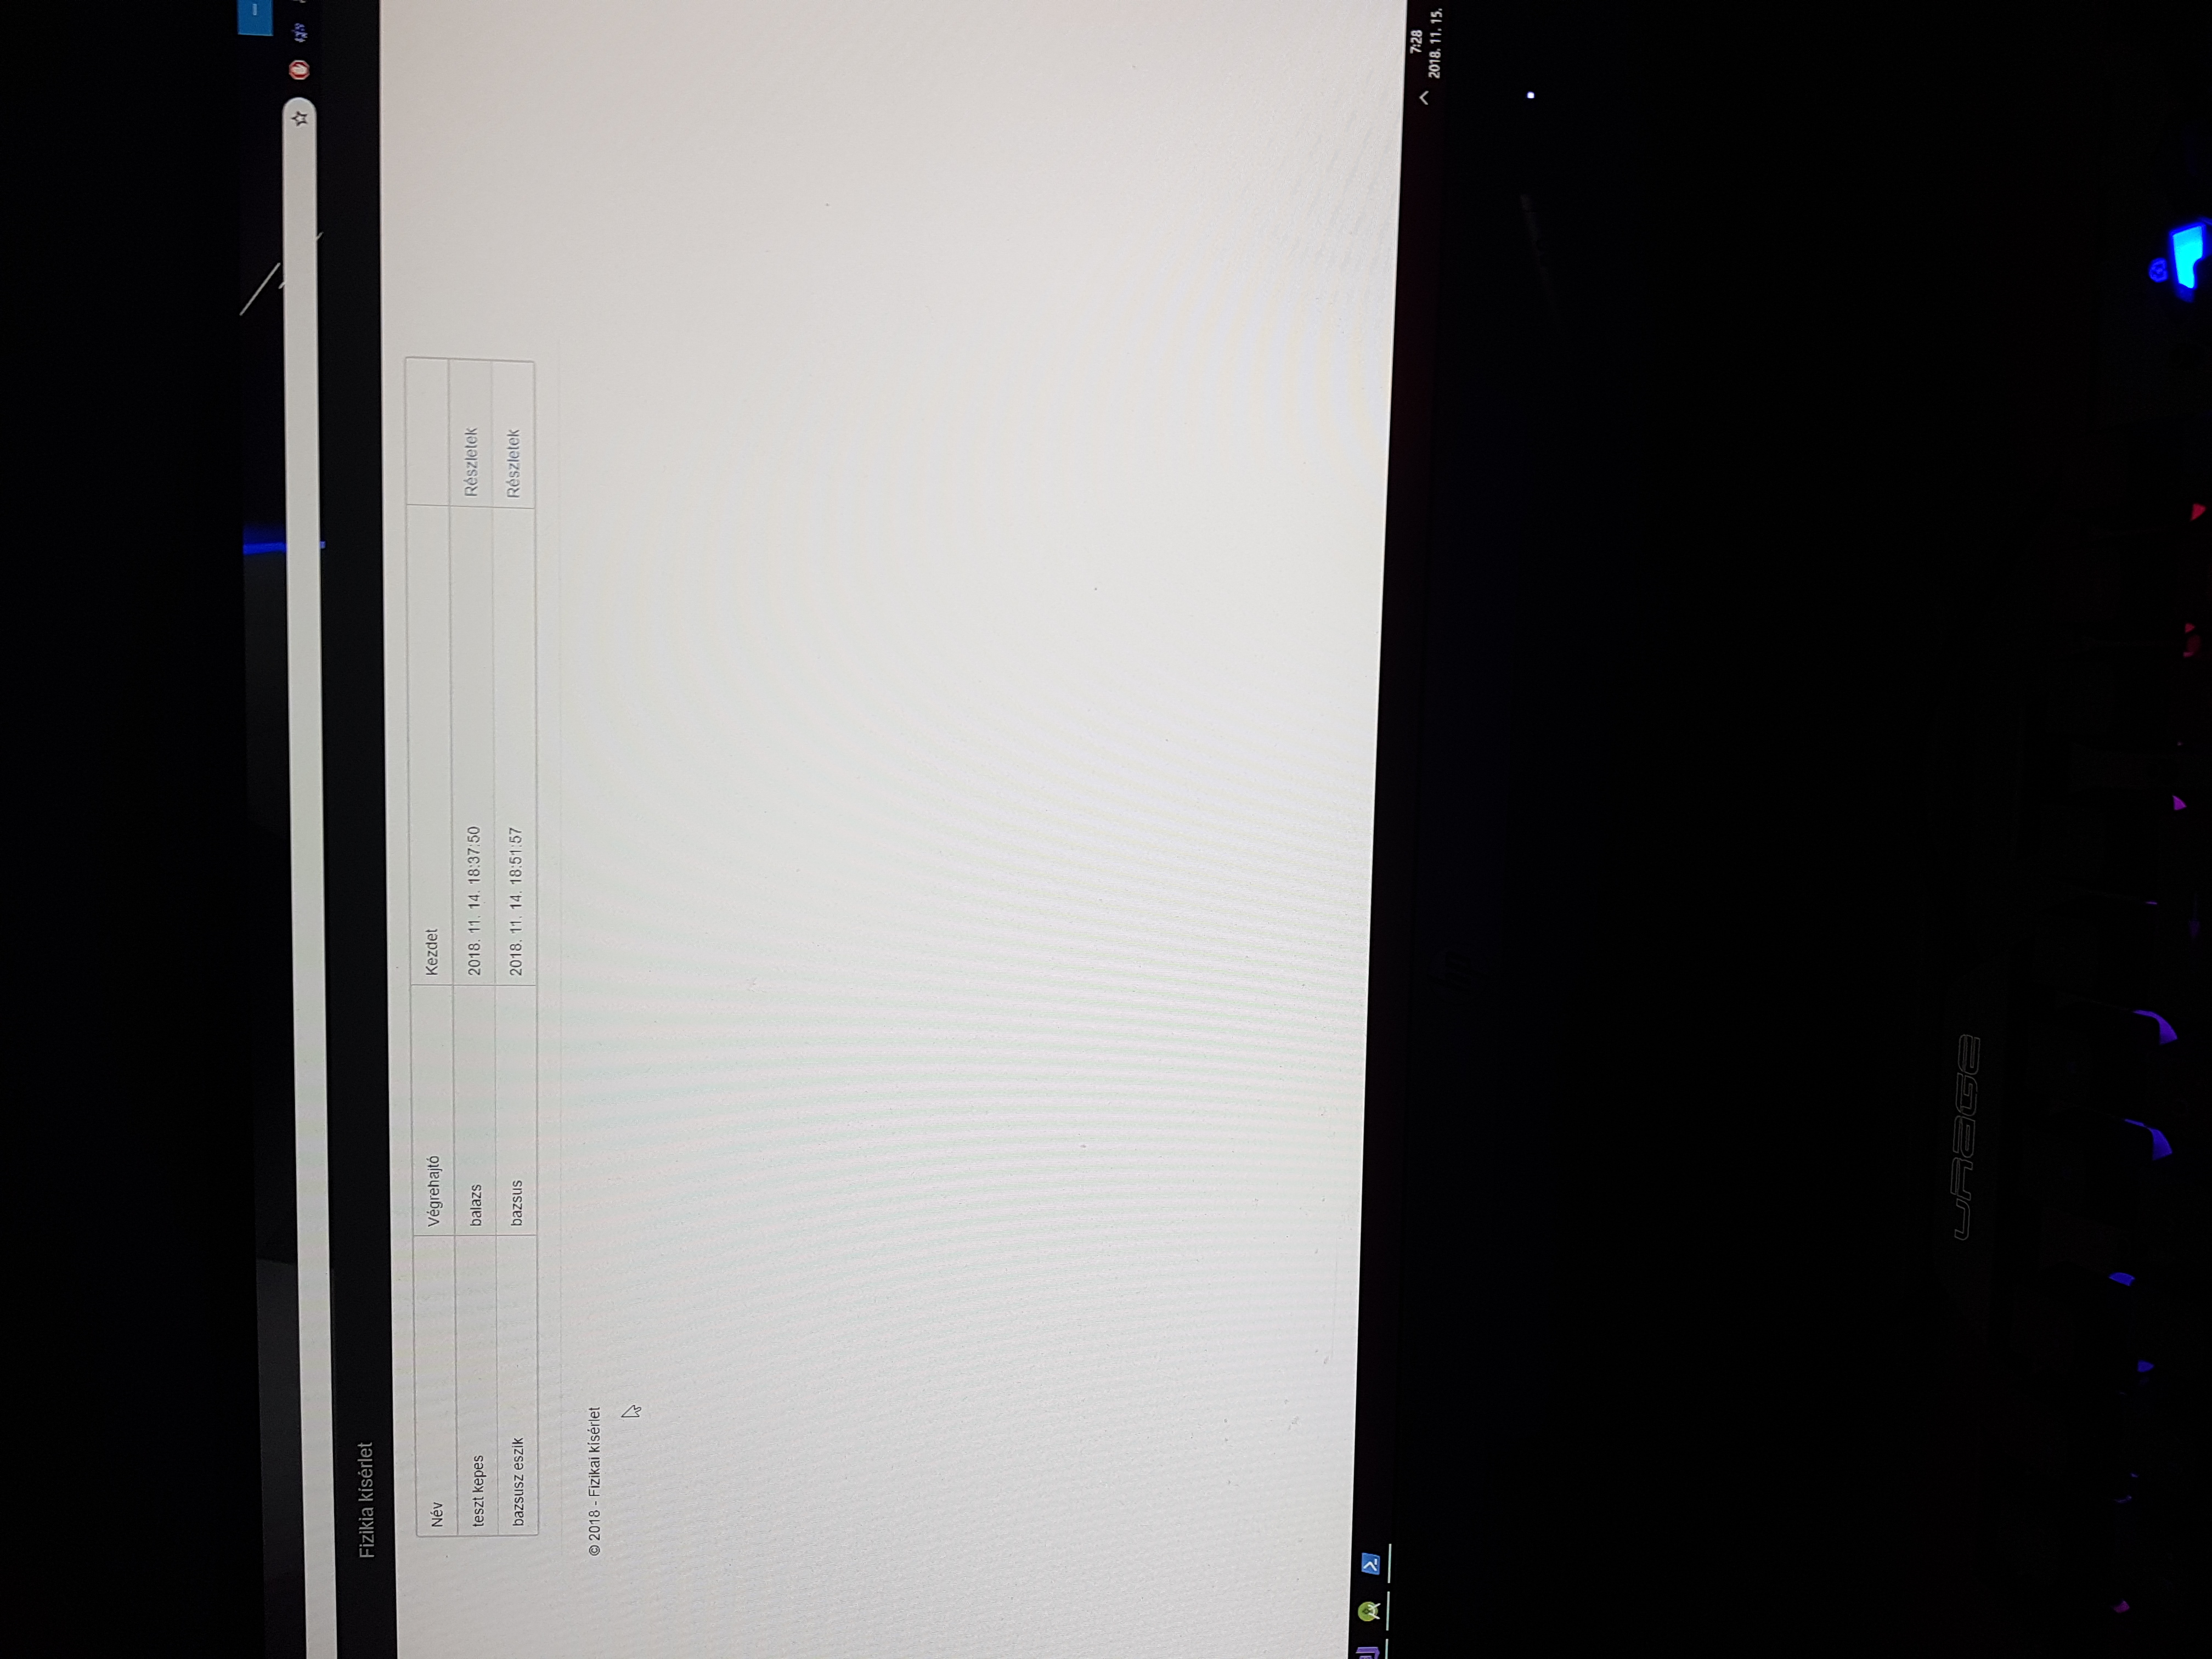 Fizikia kísérlet
Név Végrehajtó Kezdet
teszt kepes balazs 2018. 11. 14. 18:37:50 Részletek
bazsusz eszik bazsus 2018. 11. 14. 18:51:57 Részletek
© 2018 - Fizikai kísérlet
7:28
2018. 11. 15.
hp
uRAGE